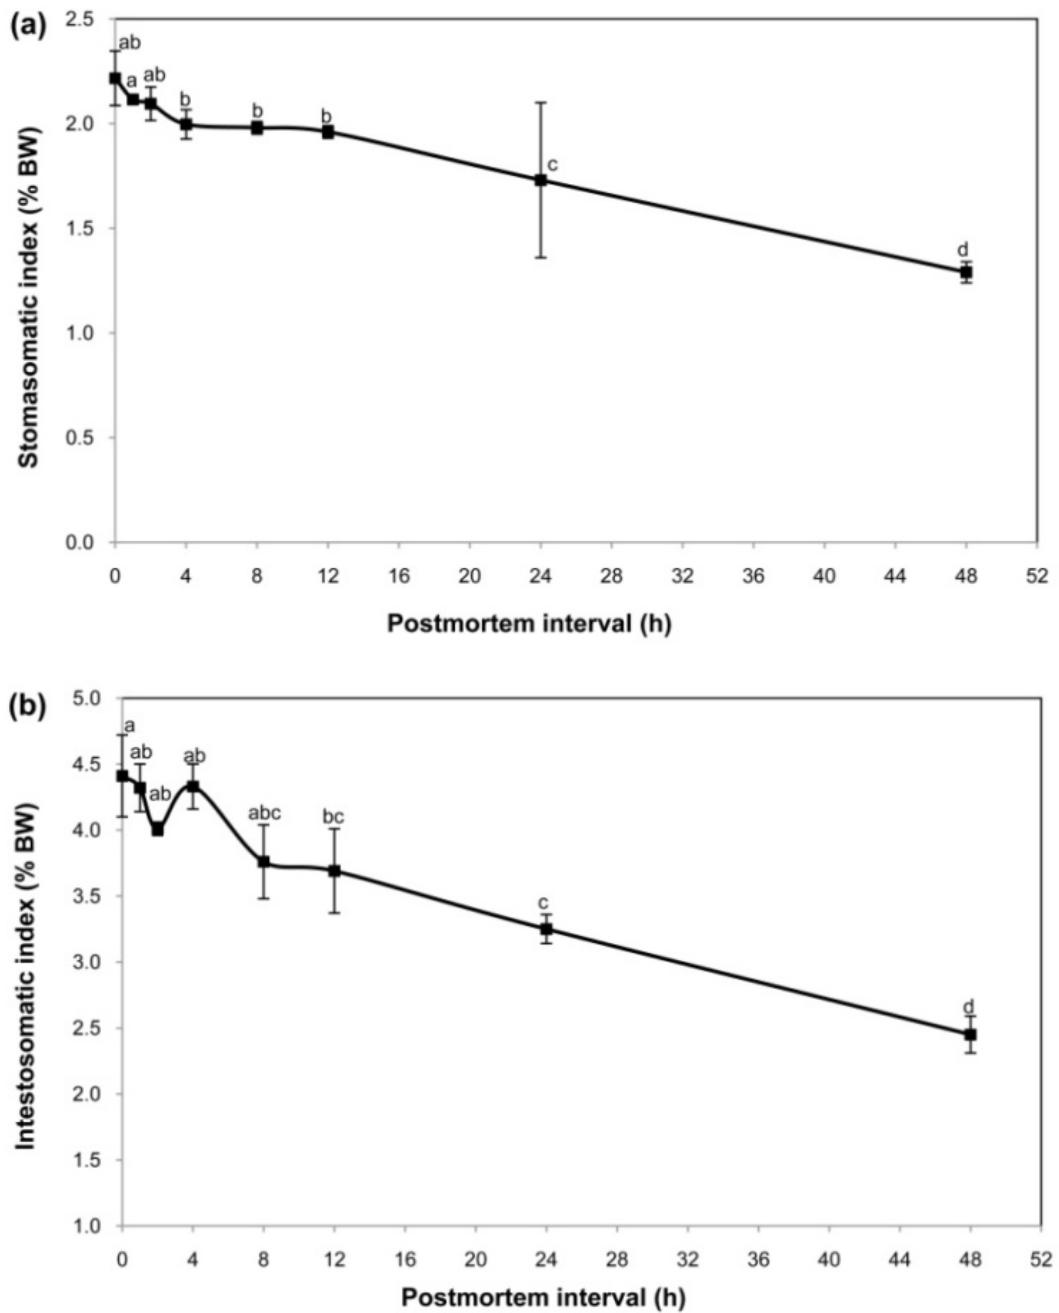 (a)
2.5
2.0
1.5
1.0
0.5
0.0
Stomasomatic index (% BW)
ab
a
ab
b
b
b
c
d
0 4 8 12 16 20 24 28 32 36 40 44 48 52
Postmortem interval (h)
(b)
5.0
4.5
4.0
3.5
3.0
2.5
2.0
1.5
1.0
Intestosomatic index (% BW)
a
ab
ab
ab
abc
bc
c
d
0 4 8 12 16 20 24 28 32 36 40 44 48 52
Postmortem interval (h)